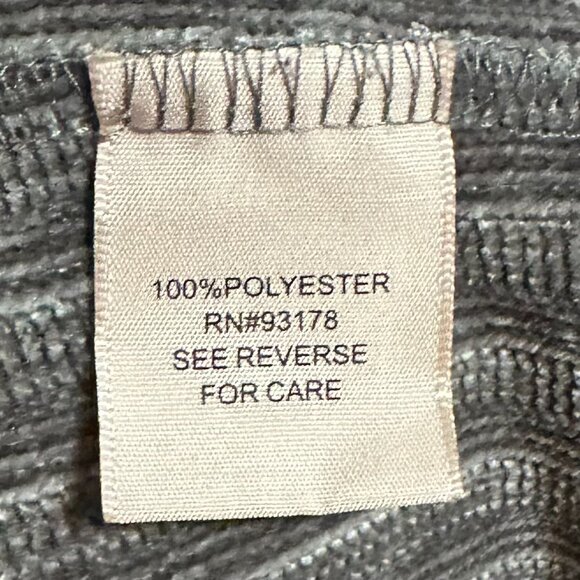 100%POLYESTER
RN#93178
SEE REVERSE
FOR CARE